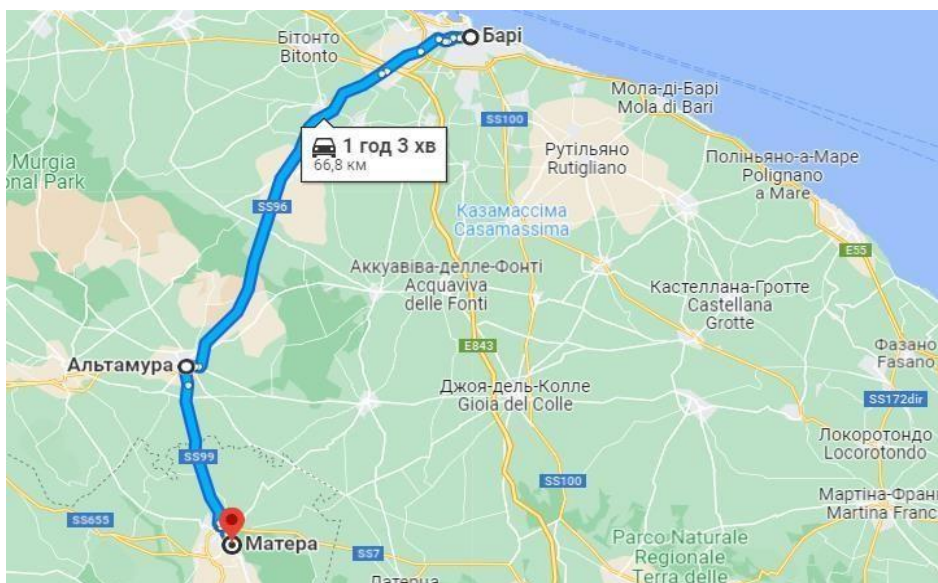 Барі
Бітонто
Bitonto
Мола-ді-Барі
Mola di Bari
SS100
1 год 3 хв
66,8 км
Рутільяно
Rutigliano
Murgia
onal Park
Поліньяно-а-Маре
Polignano
a Mare
SS96
Казамассіма
Casamassima
E55
Аккуавіва-делле-Фонті
Acquaviva
delle Fonti
Кастеллана-Гротте
Castellana
Grotte
E843
Фазано
Fasano
Альтамура
Джоя-дель-Колле
Gioia del Colle
SS172dir
Локоротондо
Locorotondo
SS99
SS100
Мартіна-Фран
Martina Franc
SS655
Матера
SS7
Parco Naturale
Regionale
Terra delle
Латерца